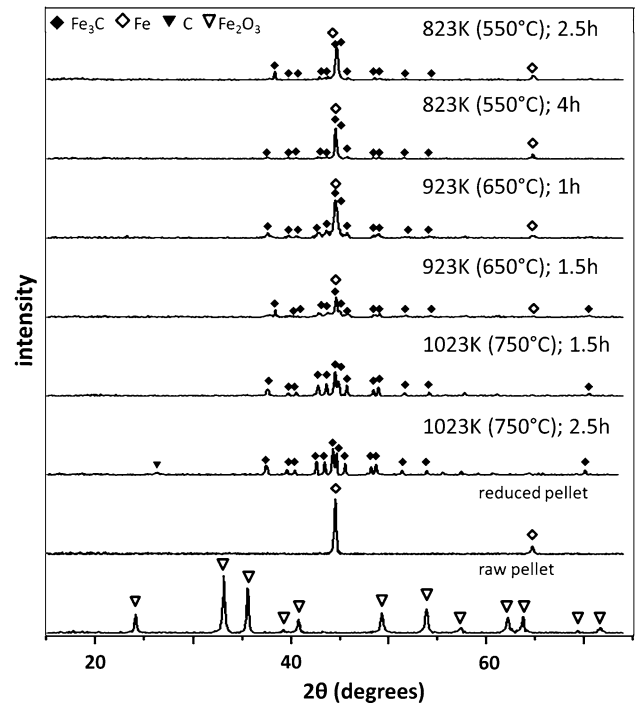 Fe₃C Fe C Fe₂O₃
823K (550°C); 2.5h
823K (550°C); 4h
923K (650°C); 1h
923K (650°C); 1.5h
1023K (750°C); 1.5h
1023K (750°C); 2.5h
reduced pellet
raw pellet
intensity
20 40 60
2θ (degrees)